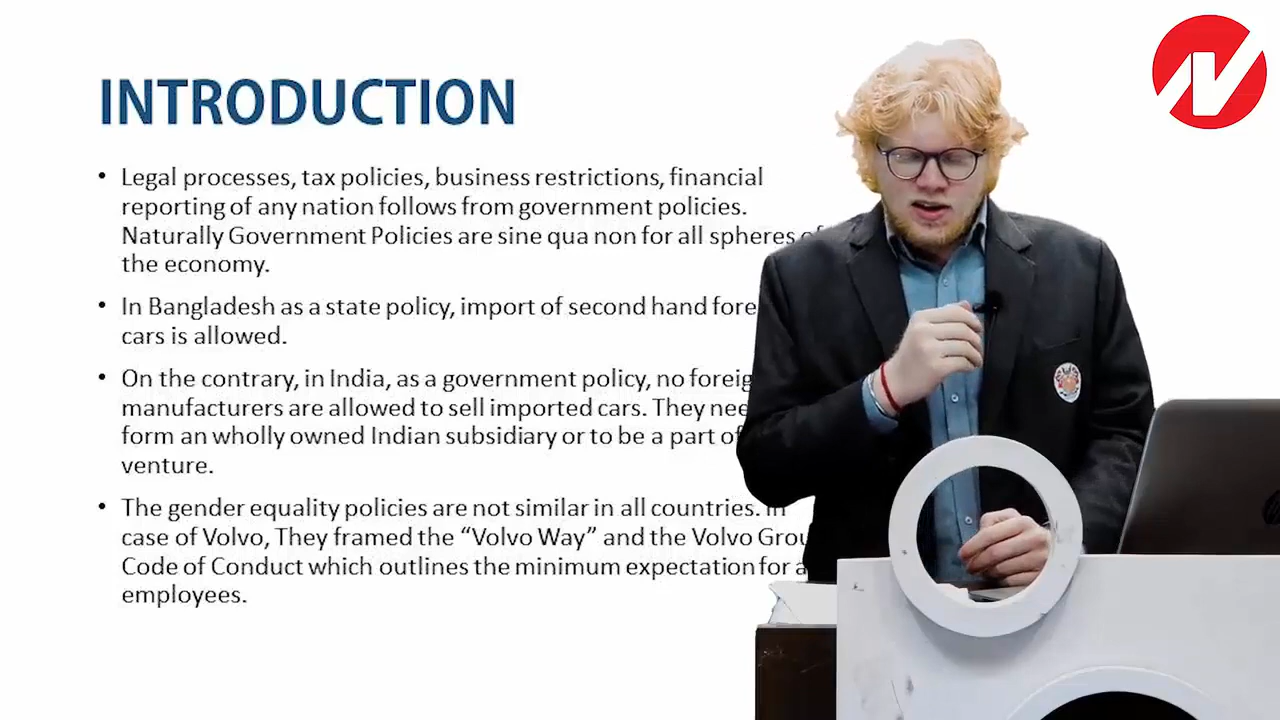 INTRODUCTION
• Legal processes, tax policies, business restrictions, financial
reporting of any nation follows from government policies.
Naturally Government Policies are sine qua non for all spheres of
the economy.
• In Bangladesh as a state policy, import of second hand
cars is allowed.
• On the contrary, in India, as a government policy, no
manufacturers are allowed to sell imported cars. They
form an wholly owned Indian subsidiary or to be a part of
venture.
• The gender equality policies are not similar in all countries. In
case of Volvo, They framed the “Volvo Way” and the Volvo
Code of Conduct which outlines the minimum expectation for
employees.